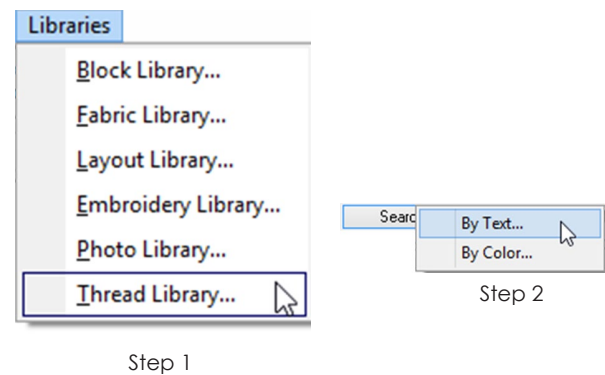 Libraries
Block Library...
Fabric Library...
Layout Library...
Embroidery Library...
Photo Library...
Thread Library...
Step 1
Searc
By Text...
By Color...
Step 2